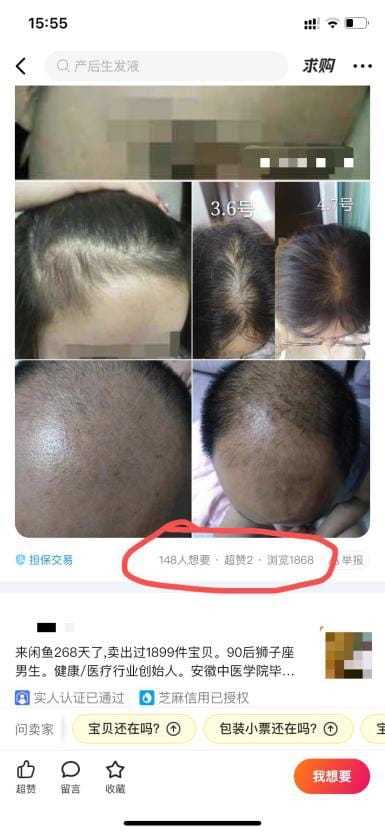 15:55
产后生发液
求购
3.6号
4.7号
担保交易
148人想要 · 超赞2 · 浏览1868
举报
来闲鱼268天了,卖出过1899件宝贝。90后狮子座
男生。健康/医疗行业创始人。安徽中医学院毕...
实人认证已通过
芝麻信用已授权
问卖家
宝贝还在吗?
包装小票还在吗?
宝
超赞
留言
收藏
我想要